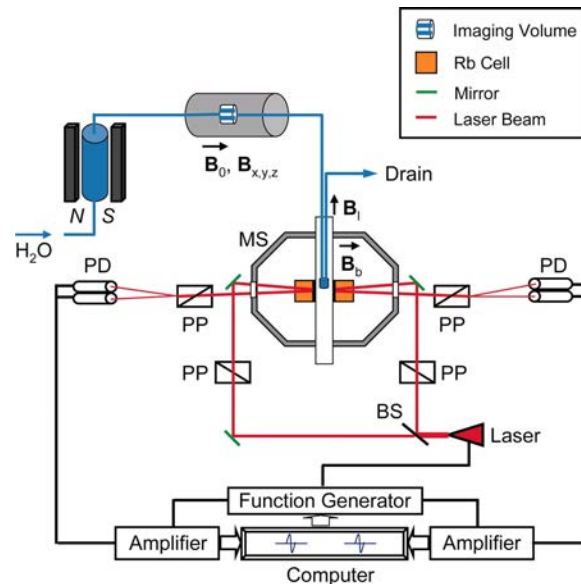 Imaging Volume
Rb Cell
Mirror
Laser Beam
B0, Bx,y,z
Drain
N S
H2O
Bl
MS
Bb
PD
PD
PP
PP
PP
PP
BS
Laser
Function Generator
Amplifier
Amplifier
Computer